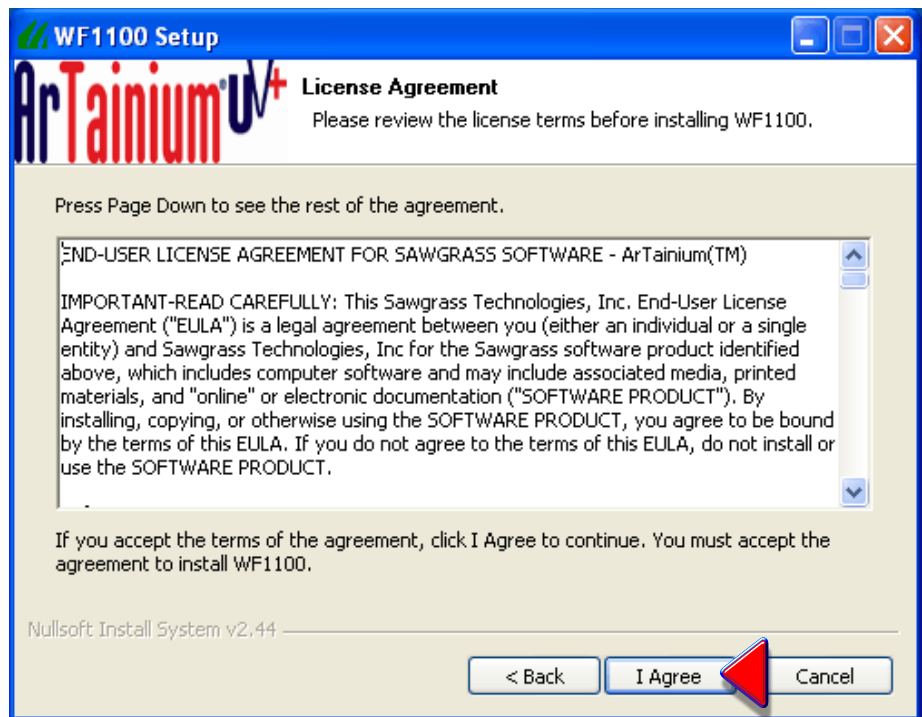 WF1100 Setup
ArTainium UV+
License Agreement
Please review the license terms before installing WF1100.
Press Page Down to see the rest of the agreement.
END-USER LICENSE AGREEMENT FOR SAWGRASS SOFTWARE - ArTainium(TM)
IMPORTANT-READ CAREFULLY: This Sawgrass Technologies, Inc. End-User License
Agreement ("EULA") is a legal agreement between you (either an individual or a single
entity) and Sawgrass Technologies, Inc for the Sawgrass software product identified
above, which includes computer software and may include associated media, printed
materials, and "online" or electronic documentation ("SOFTWARE PRODUCT"). By
installing, copying, or otherwise using the SOFTWARE PRODUCT, you agree to be bound
by the terms of this EULA. If you do not agree to the terms of this EULA, do not install or
use the SOFTWARE PRODUCT.
If you accept the terms of the agreement, click I Agree to continue. You must accept the
agreement to install WF1100.
Nullsoft Install System v2.44
< Back
I Agree
Cancel